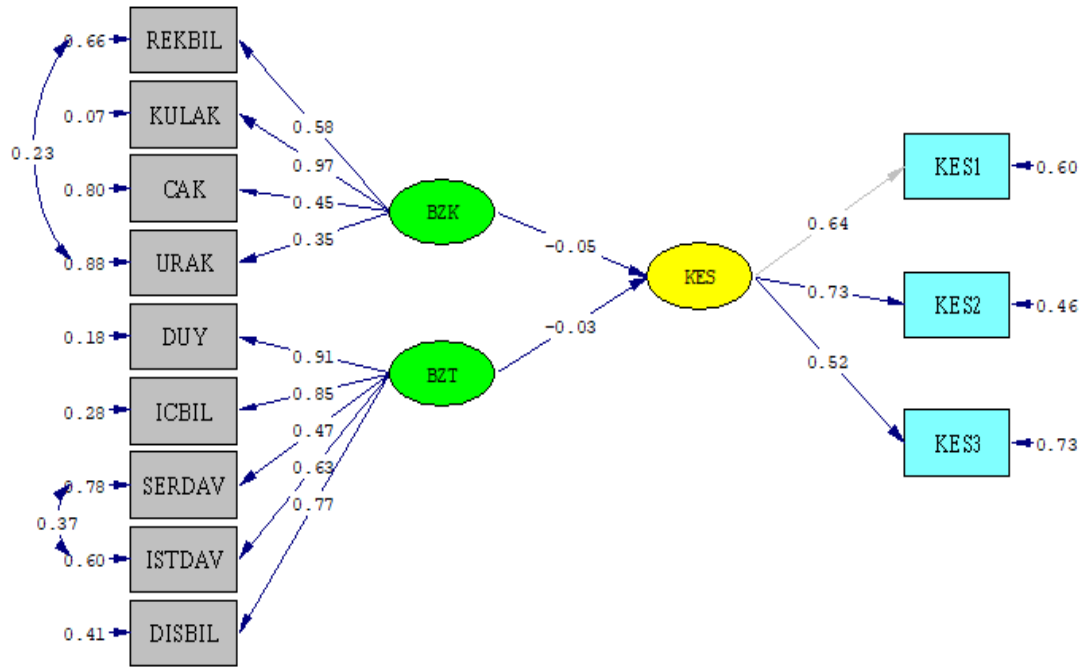 0.66 REKBIL
0.07 KULAK
0.23
0.80 CAK
0.88 URAK
0.18 DUY
0.28 ICBIL
0.78 SERDAV
0.37
0.60 ISTDAV
0.41 DISBIL
0.58
0.97
0.45
0.35
BZK
0.91
0.85
0.47
0.63
0.77
BZT
-0.05
-0.03
KES
0.64
0.73
0.52
KES1 0.60
KES2 0.46
KES3 0.73